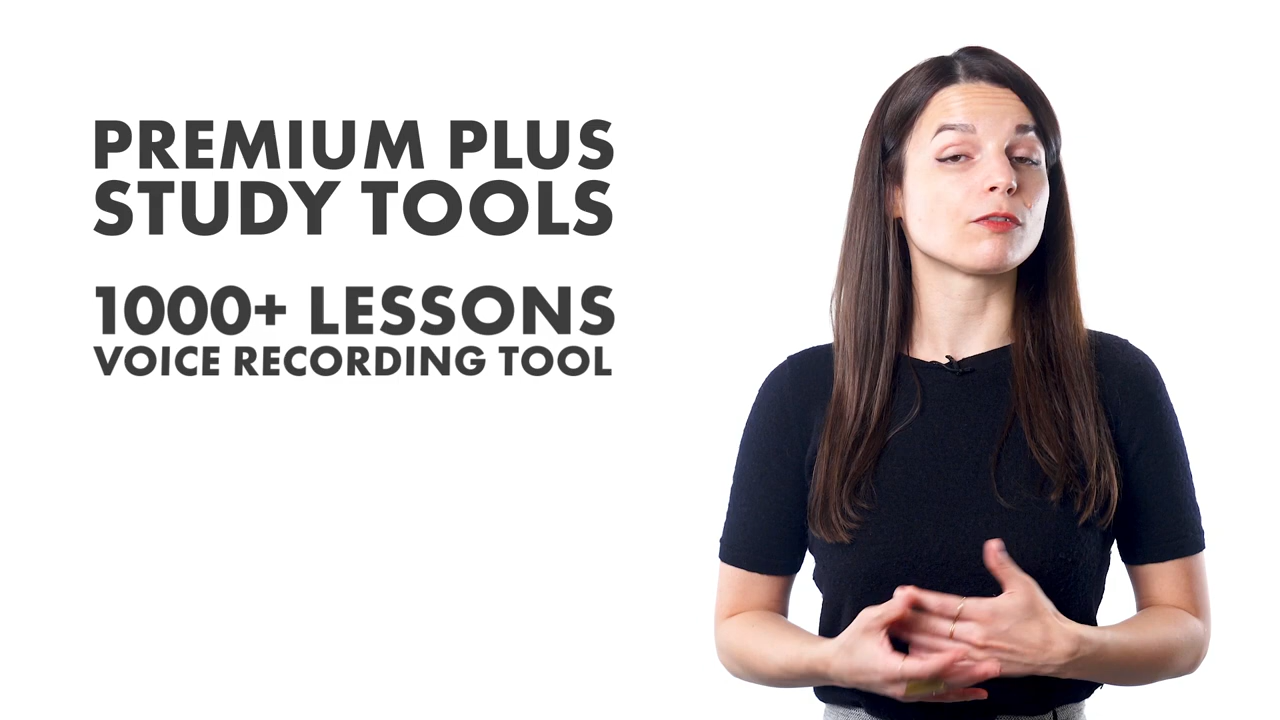 PREMIUM PLUS
STUDY TOOLS
1000+ LESSONS
VOICE RECORDING TOOL